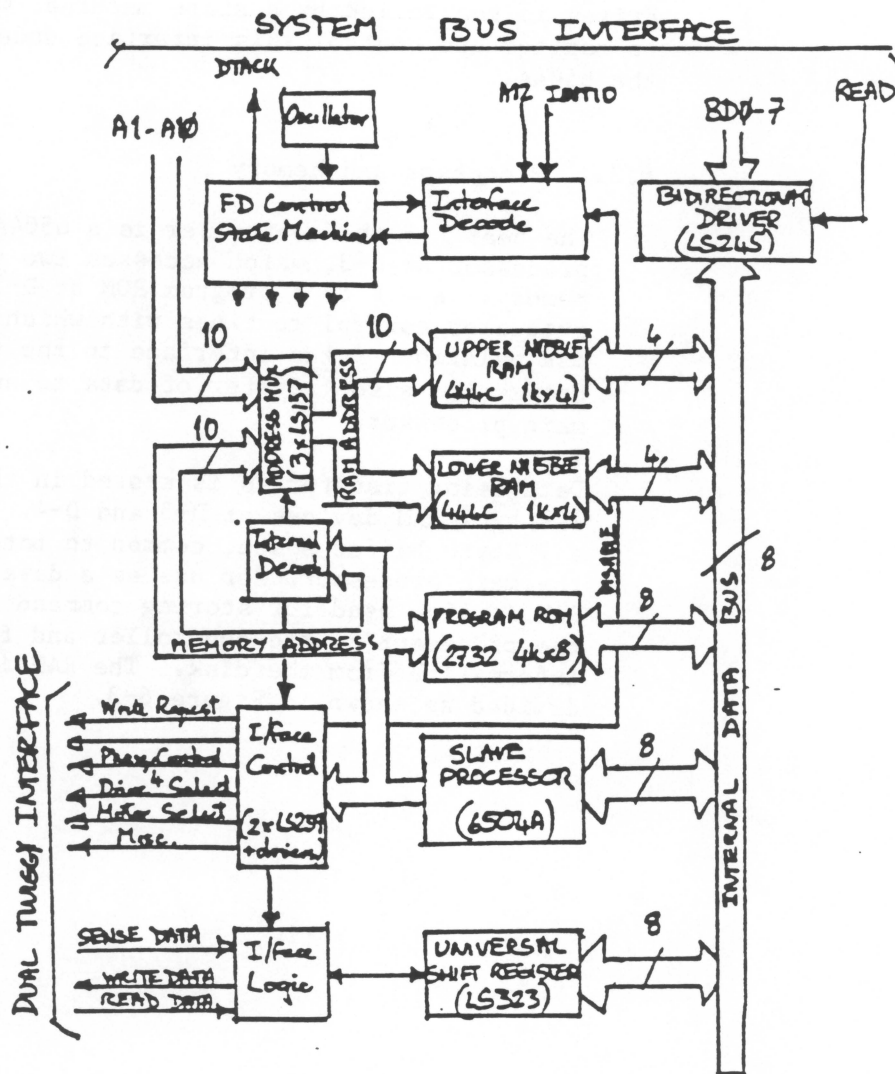 SYSTEM BUS INTERFACE
DTACK
Oscillator
A12
READ
A1-A1Ø
BDØ-7
FD Control
State Machine
Interface
Decode
BIDIRECTIONAL
DRIVER
(LS245)
10
10
4
UPPER NIBBLE
RAM
(444C 1kx4)
ADDRESS MUX
(3xLS157)
RAM ADDRESS
10
4
LOWER NIBBLE
RAM
(444C 1Kx4)
Internal
Decode
DISABLE
8
PROGRAM ROM
(2732 4kx8)
8
MEMORY ADDRESS
INTERNAL DATA BUS
DUAL TWIGGY INTERFACE
Write Request
Phase Control
4
Drive Select
Motor Select
Misc.
I/Face
Control
(2xLS259
+drivers)
SLAVE
PROCESSOR
(6504A)
8
SENSE DATA
WRITE DATA
READ DATA
I/Face
Logic
UNIVERSAL
SHIFT REGISTER
(LS323)
8